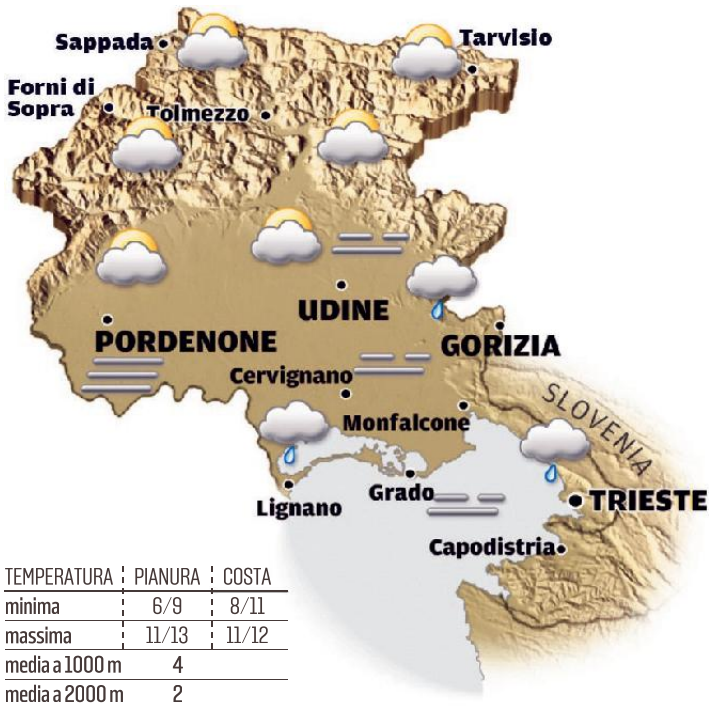 Sappada
Tarvisio
Forni di
Sopra
Tolmezzo
UDINE
PORDENONE
GORIZIA
Cervignano
SLOVENIA
Monfalcone
Grado
TRIESTE
Lignano
Capodistria
TEMPERATURA PIANURA COSTA
minima 6/9 8/11
massima 11/13 11/12
media a 1000 m 4
media a 2000 m 2